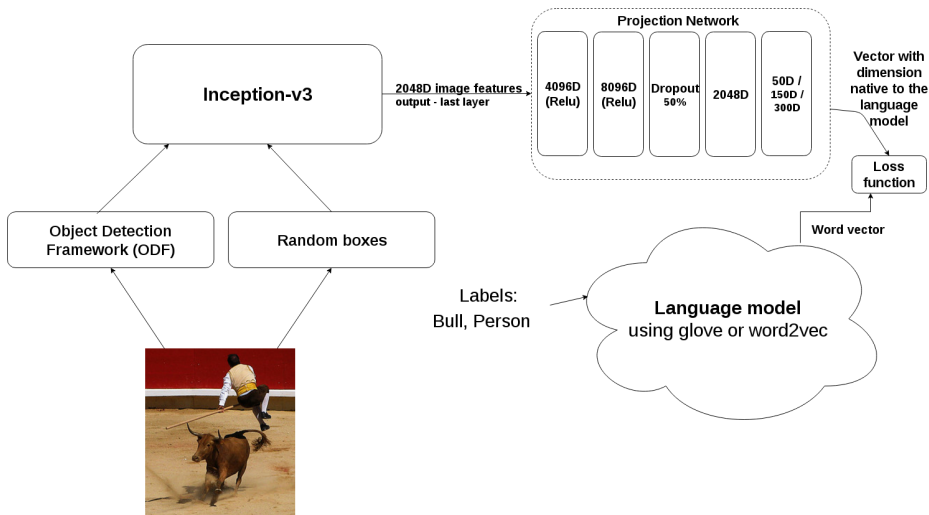 Projection Network
Inception-v3
2048D image features
output - last layer
4096D
(Relu)
8096D
(Relu)
Dropout
50%
2048D
50D /
150D /
300D
Vector with
dimension
native to the
language
model
Loss
function
Object Detection
Framework (ODF)
Random boxes
Word vector
Labels:
Bull, Person
Language model
using glove or word2vec